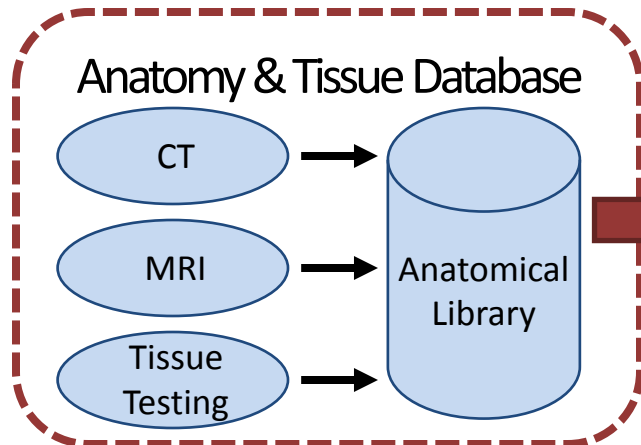 Anatomy & Tissue Database
CT
MRI
Anatomical
Library
Tissue
Testing